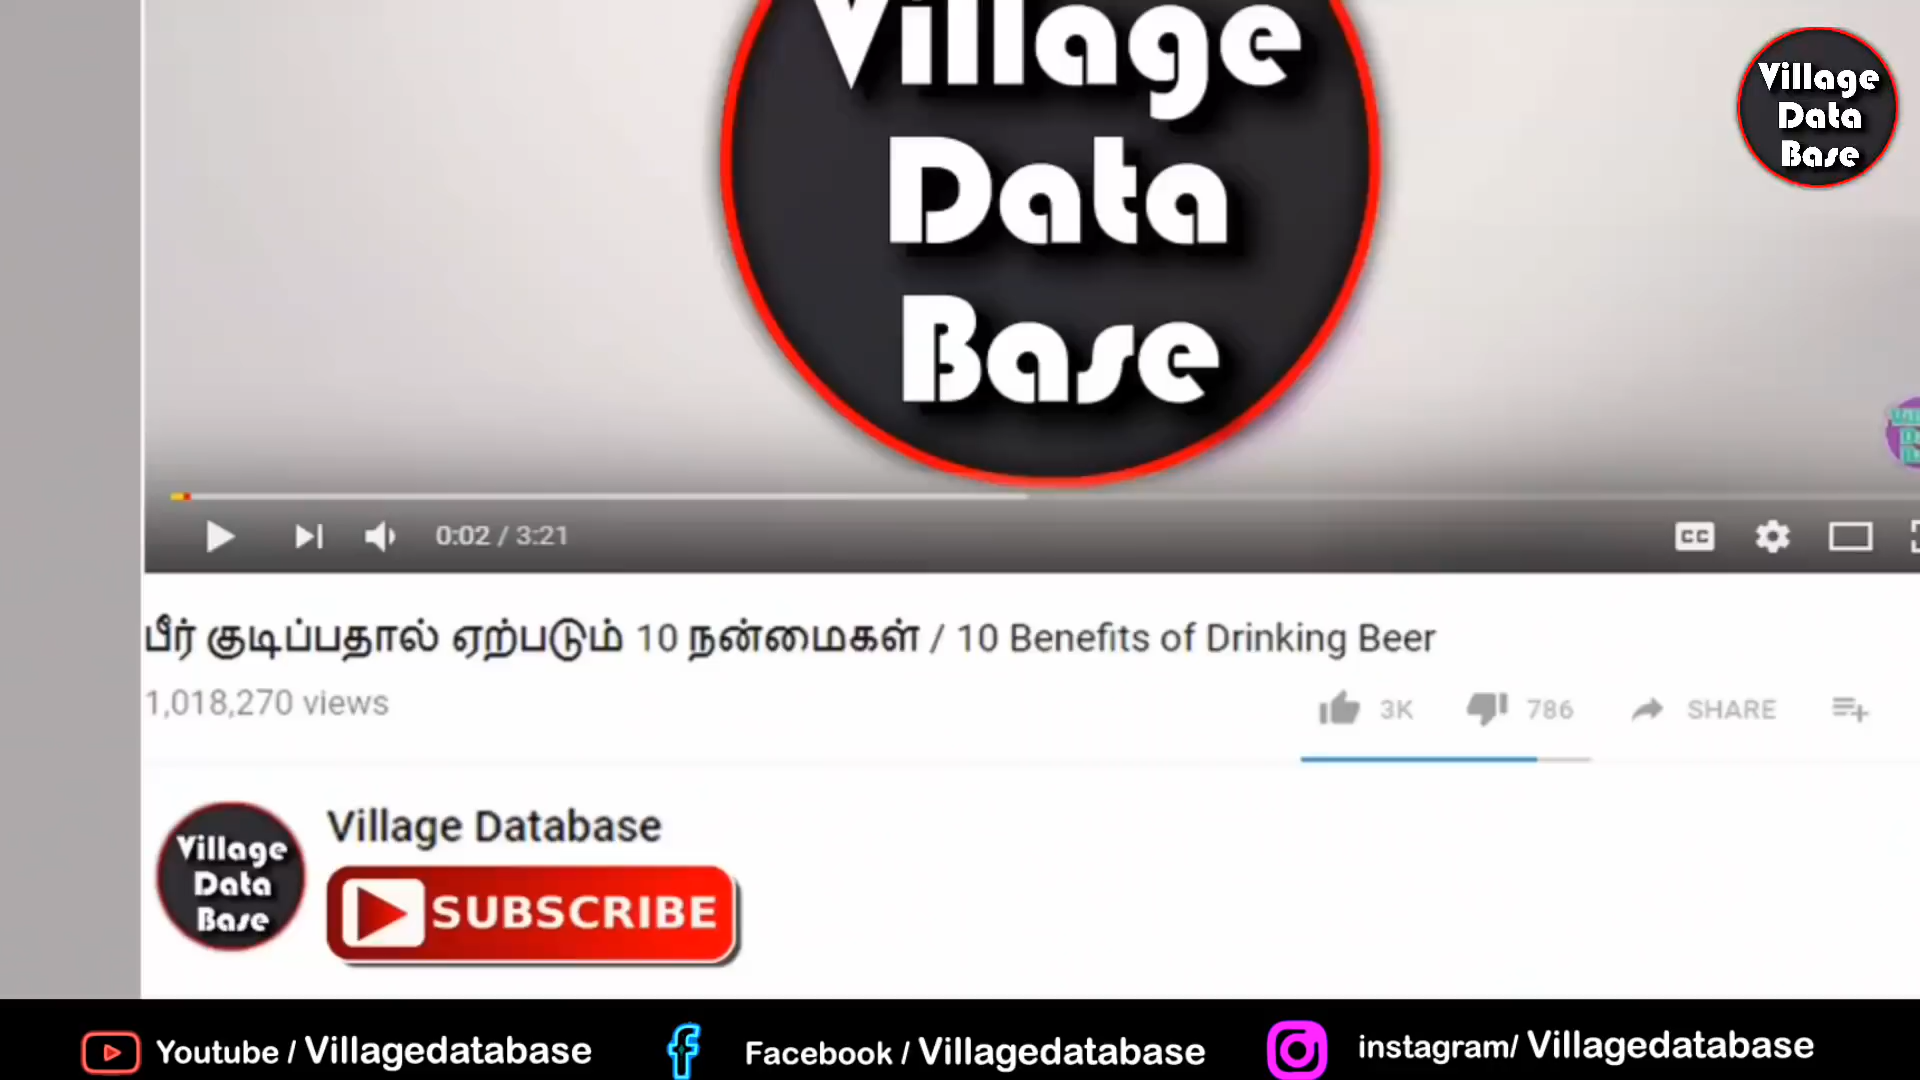 Village
Data
Base
Village
Data
Base
0:02 / 3:21
CC
பீர் குடிப்பதால் ஏற்படும் 10 நன்மைகள் / 10 Benefits of Drinking Beer
1,018,270 views
3K
786
SHARE
Village
Data
Base
Village Database
SUBSCRIBE
Youtube / Villagedatabase
Facebook / Villagedatabase
instagram/ Villagedatabase